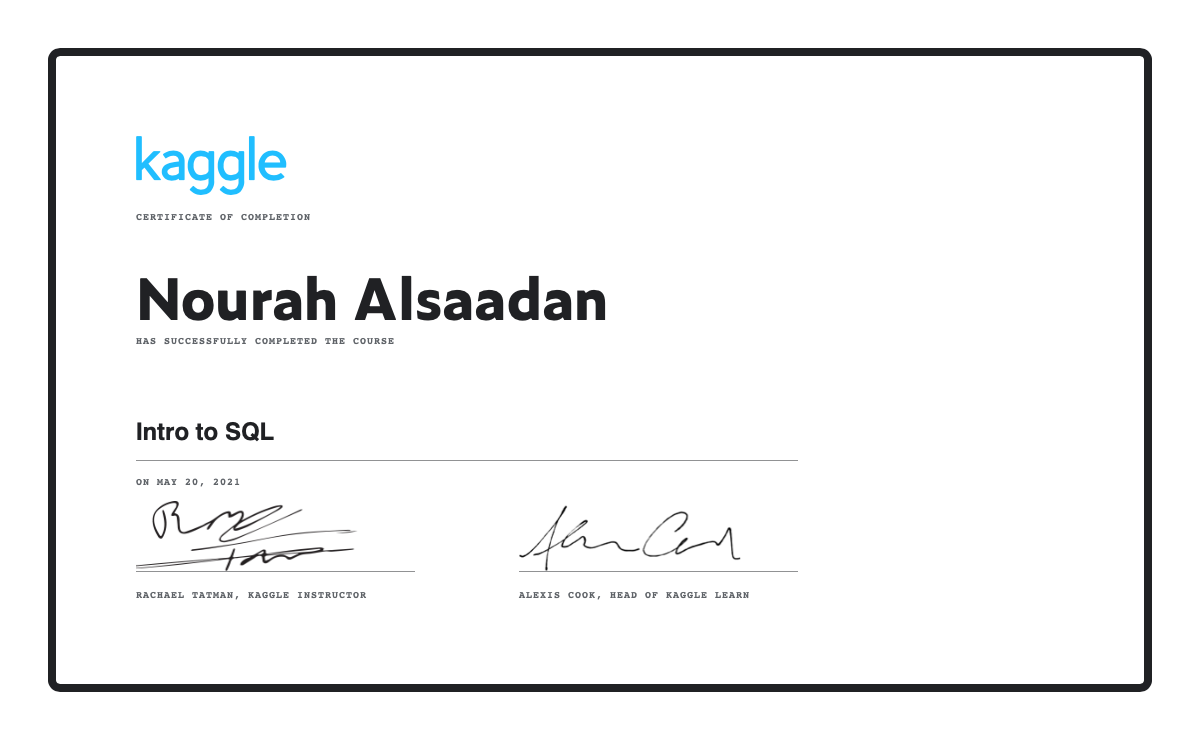 kaggle
CERTIFICATE OF COMPLETION
Nourah Alsaadan
HAS SUCCESSFULLY COMPLETED THE COURSE
Intro to SQL
ON MAY 20, 2021
RACHAEL TATMAN, KAGGLE INSTRUCTOR
ALEXIS COOK, HEAD OF KAGGLE LEARN